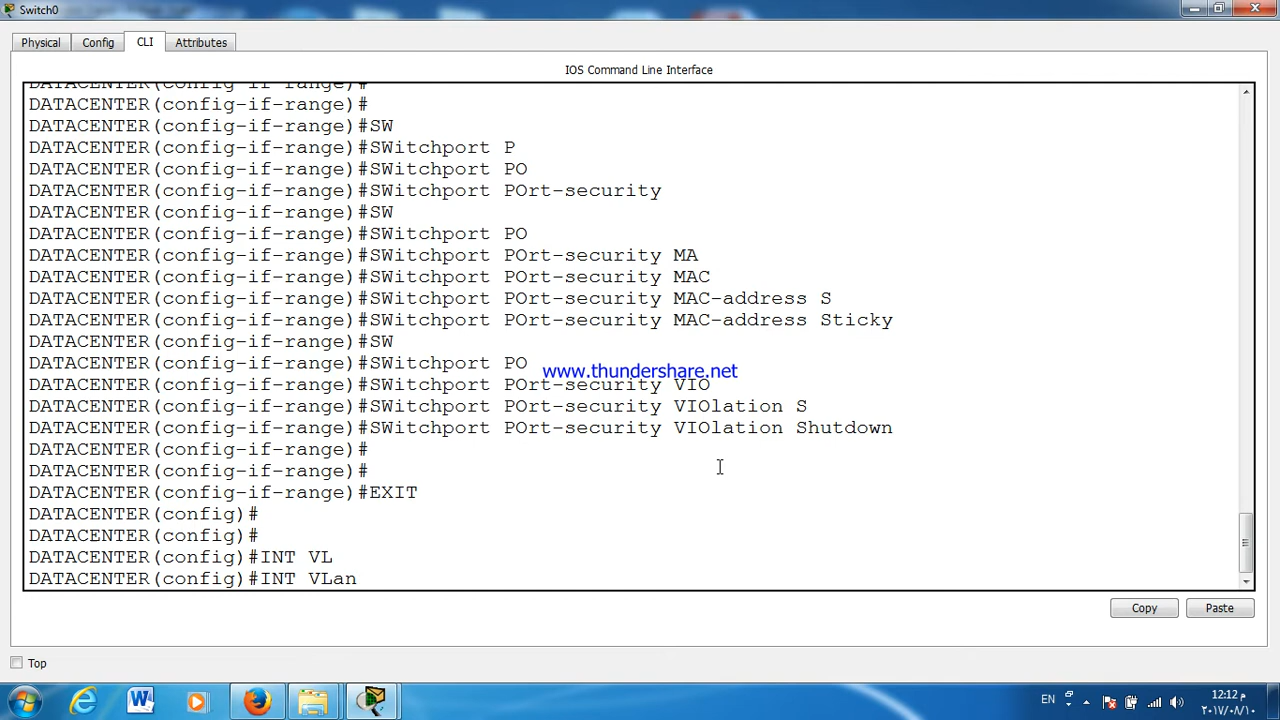 Switch0
Physical
Config
CLI
Attributes
IOS Command Line Interface
DATACENTER(config-if-range)#
DATACENTER(config-if-range)#
DATACENTER(config-if-range)#SW
DATACENTER(config-if-range)#SWitchport P
DATACENTER(config-if-range)#SWitchport PO
DATACENTER(config-if-range)#SWitchport POrt-security
DATACENTER(config-if-range)#SW
DATACENTER(config-if-range)#SWitchport PO
DATACENTER(config-if-range)#SWitchport POrt-security MA
DATACENTER(config-if-range)#SWitchport POrt-security MAC
DATACENTER(config-if-range)#SWitchport POrt-security MAC-address S
DATACENTER(config-if-range)#SWitchport POrt-security MAC-address Sticky
DATACENTER(config-if-range)#SW
DATACENTER(config-if-range)#SWitchport PO
www.thundershare.net
DATACENTER(config-if-range)#SWitchport POrt-security VIO
DATACENTER(config-if-range)#SWitchport POrt-security VIOlation S
DATACENTER(config-if-range)#SWitchport POrt-security VIOlation Shutdown
DATACENTER(config-if-range)#
DATACENTER(config-if-range)#
DATACENTER(config-if-range)#EXIT
DATACENTER(config)#
DATACENTER(config)#
DATACENTER(config)#INT VL
DATACENTER(config)#INT VLan
Copy
Paste
Top
EN
12:12 م
٢٠١٧/٠٨/١٠